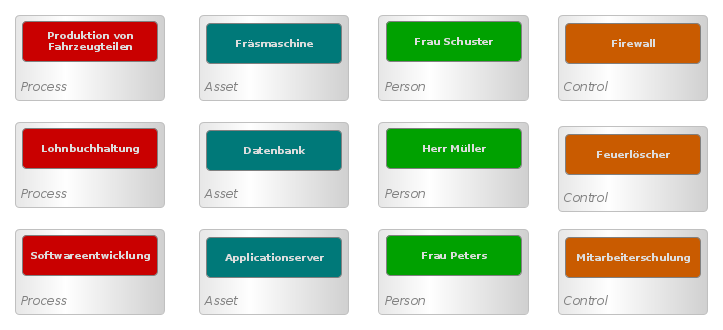 Produktion von
Fahrzeugteilen
Process
Fräsmaschine
Asset
Frau Schuster
Person
Firewall
Control
Lohnbuchhaltung
Process
Datenbank
Asset
Herr Müller
Person
Feuerlöscher
Control
Softwareentwicklung
Process
Applicationserver
Asset
Frau Peters
Person
Mitarbeiterschulung
Control